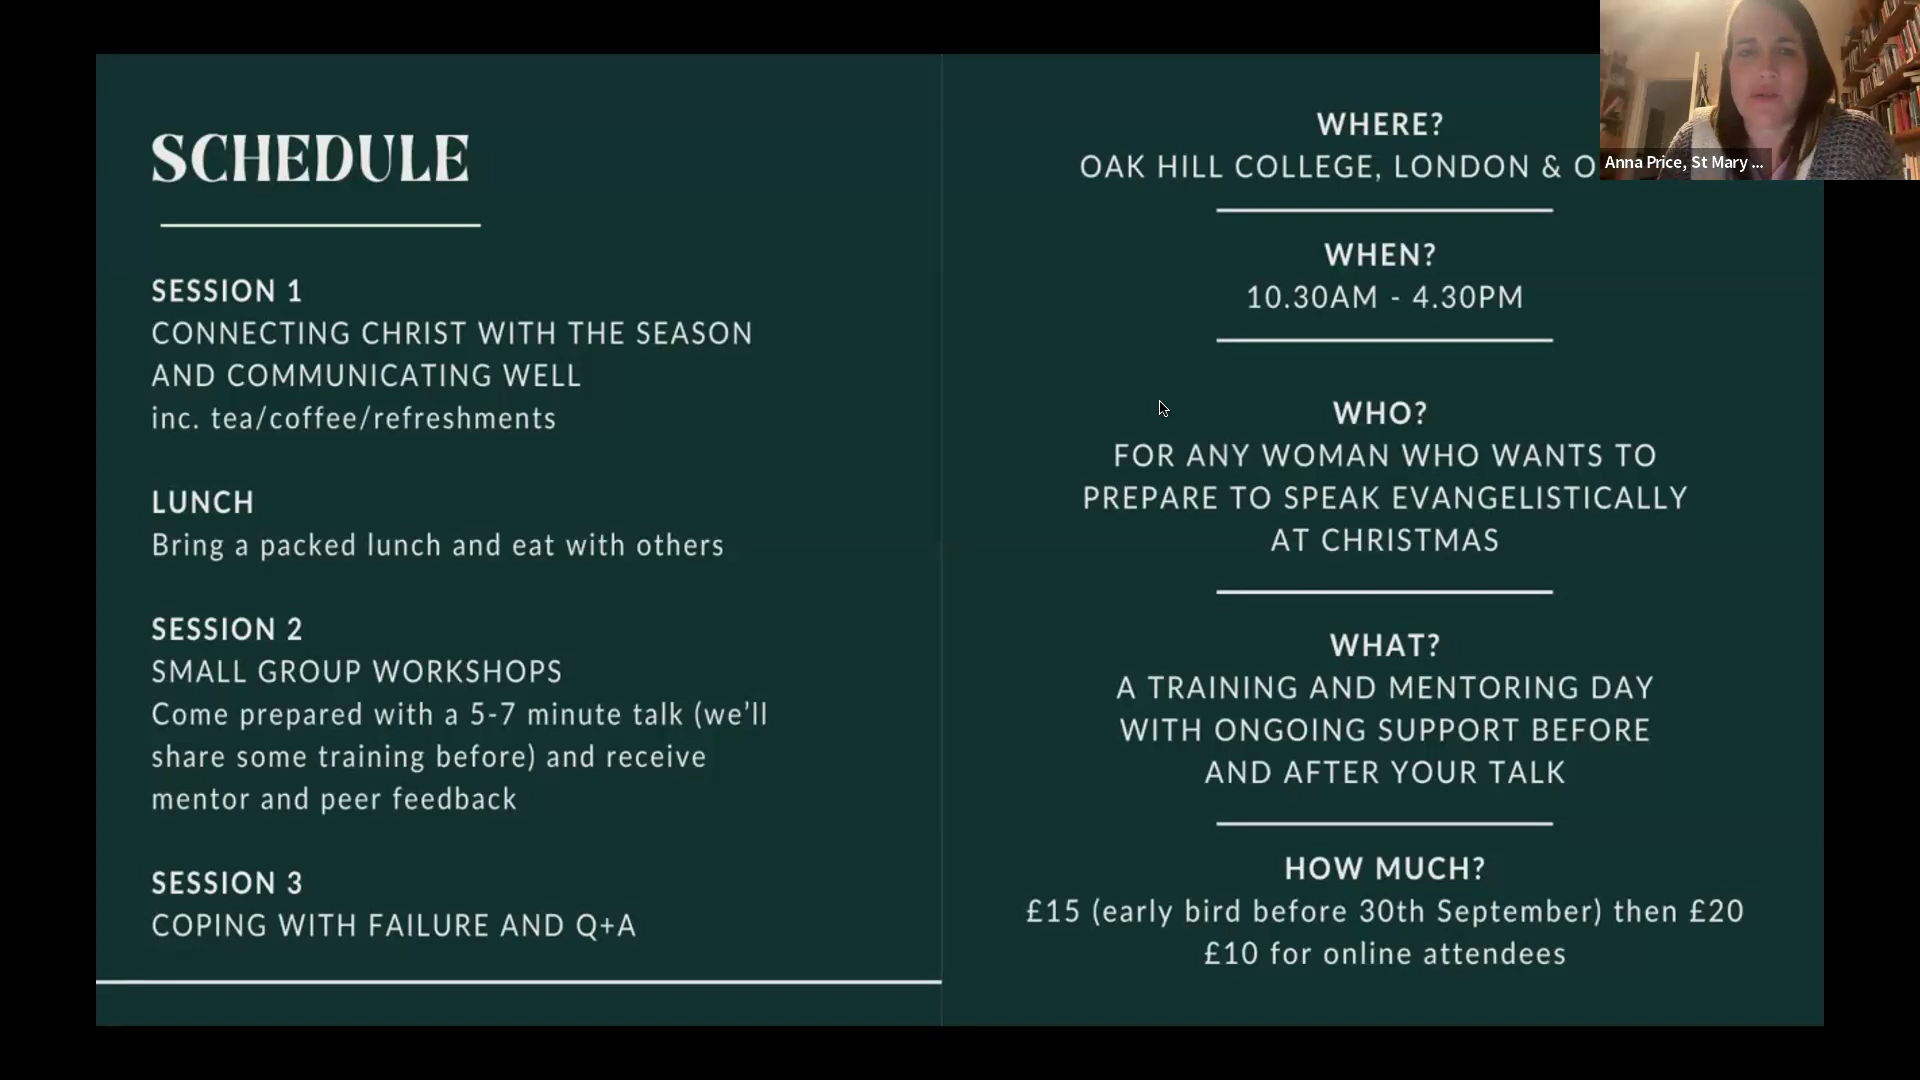 SCHEDULE
SESSION 1
CONNECTING CHRIST WITH THE SEASON
AND COMMUNICATING WELL
inc. tea/coffee/refreshments
LUNCH
Bring a packed lunch and eat with others
SESSION 2
SMALL GROUP WORKSHOPS
Come prepared with a 5-7 minute talk (we'll
share some training before) and receive
mentor and peer feedback
SESSION 3
COPING WITH FAILURE AND Q+A
WHERE?
OAK HILL COLLEGE, LONDON &
WHEN?
10.30AM - 4.30PM
WHO?
FOR ANY WOMAN WHO WANTS TO
PREPARE TO SPEAK EVANGELISTICALLY
AT CHRISTMAS
WHAT?
A TRAINING AND MENTORING DAY
WITH ONGOING SUPPORT BEFORE
AND AFTER YOUR TALK
HOW MUCH?
£15 (early bird before 30th September) then £20
£10 for online attendees
Anna Price, St Mary ...